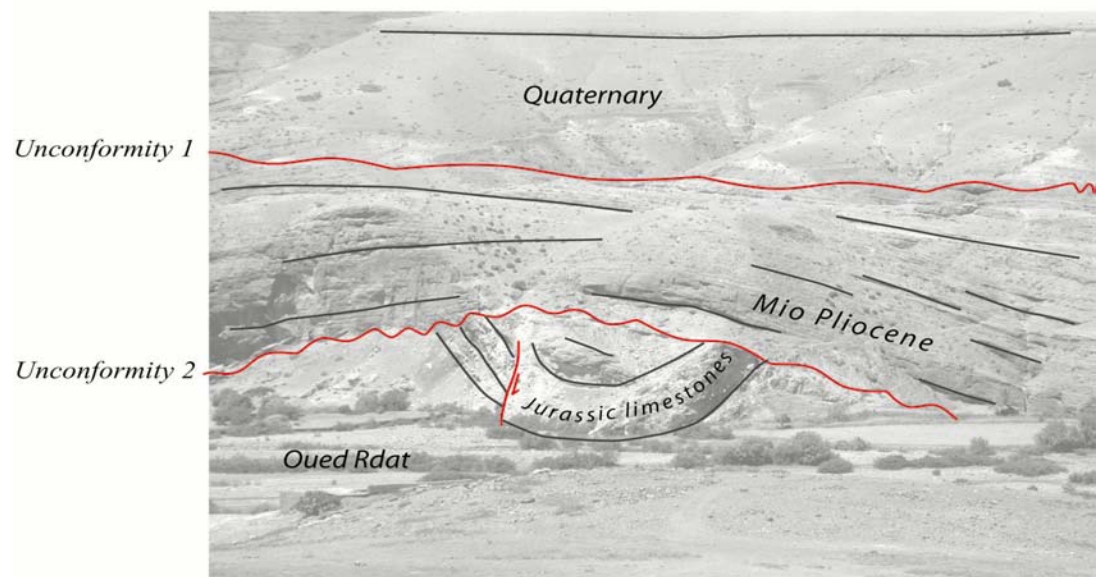 Quaternary
Unconformity 1
Mio Pliocene
Unconformity 2
Jurassic limestones
Oued Rdat